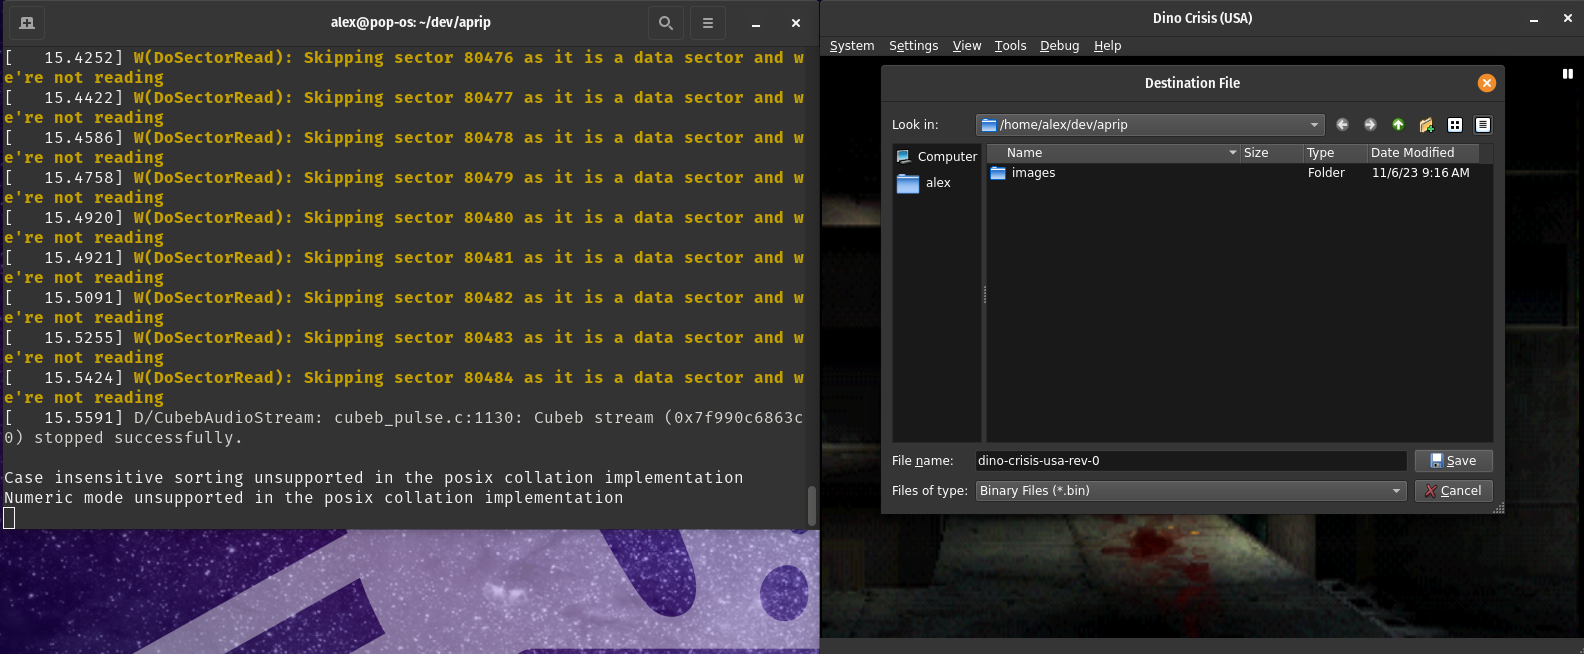 alex@pop-os: ~/dev/aprip
[   15.4252] W(DoSectorRead): Skipping sector 80476 as it is a data sector and w
e're not reading
[   15.4422] W(DoSectorRead): Skipping sector 80477 as it is a data sector and w
e're not reading
[   15.4586] W(DoSectorRead): Skipping sector 80478 as it is a data sector and w
e're not reading
[   15.4758] W(DoSectorRead): Skipping sector 80479 as it is a data sector and w
e're not reading
[   15.4920] W(DoSectorRead): Skipping sector 80480 as it is a data sector and w
e're not reading
[   15.4921] W(DoSectorRead): Skipping sector 80481 as it is a data sector and w
e're not reading
[   15.5091] W(DoSectorRead): Skipping sector 80482 as it is a data sector and w
e're not reading
[   15.5255] W(DoSectorRead): Skipping sector 80483 as it is a data sector and w
e're not reading
[   15.5424] W(DoSectorRead): Skipping sector 80484 as it is a data sector and w
e're not reading
[   15.5591] D/CubebAudioStream: cubeb_pulse.c:1130: Cubeb stream (0x7f990c6863c
0) stopped successfully.
Case insensitive sorting unsupported in the posix collation implementation
Numeric mode unsupported in the posix collation implementation
Dino Crisis (USA)
System Settings View Tools Debug Help
Destination File
Look in: /home/alex/dev/aprip
Computer
alex
Name Size Type Date Modified
images Folder 11/6/23 9:16 AM
File name: dino-crisis-usa-rev-0 Save
Files of type: Binary Files (*.bin) Cancel